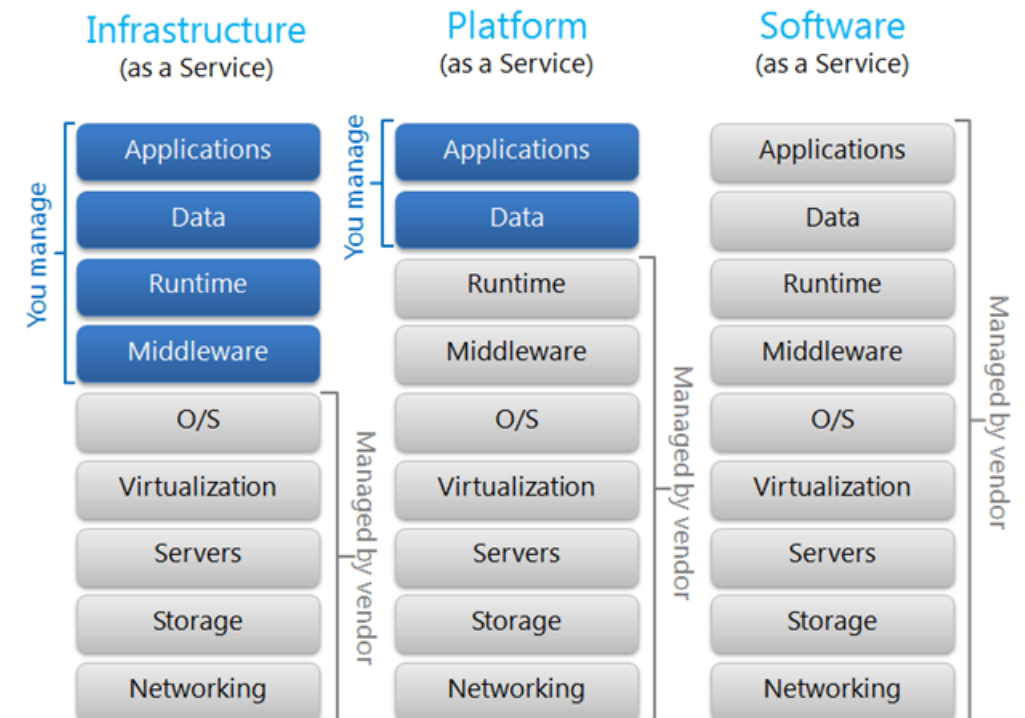 Infrastructure
(as a Service)
You manage
Applications
Data
Runtime
Middleware
O/S
Virtualization
Servers
Storage
Networking
Managed by vendor
Platform
(as a Service)
You manage
Applications
Data
Runtime
Middleware
O/S
Virtualization
Servers
Storage
Networking
Managed by vendor
Software
(as a Service)
Applications
Data
Runtime
Middleware
O/S
Virtualization
Servers
Storage
Networking
Managed by vendor